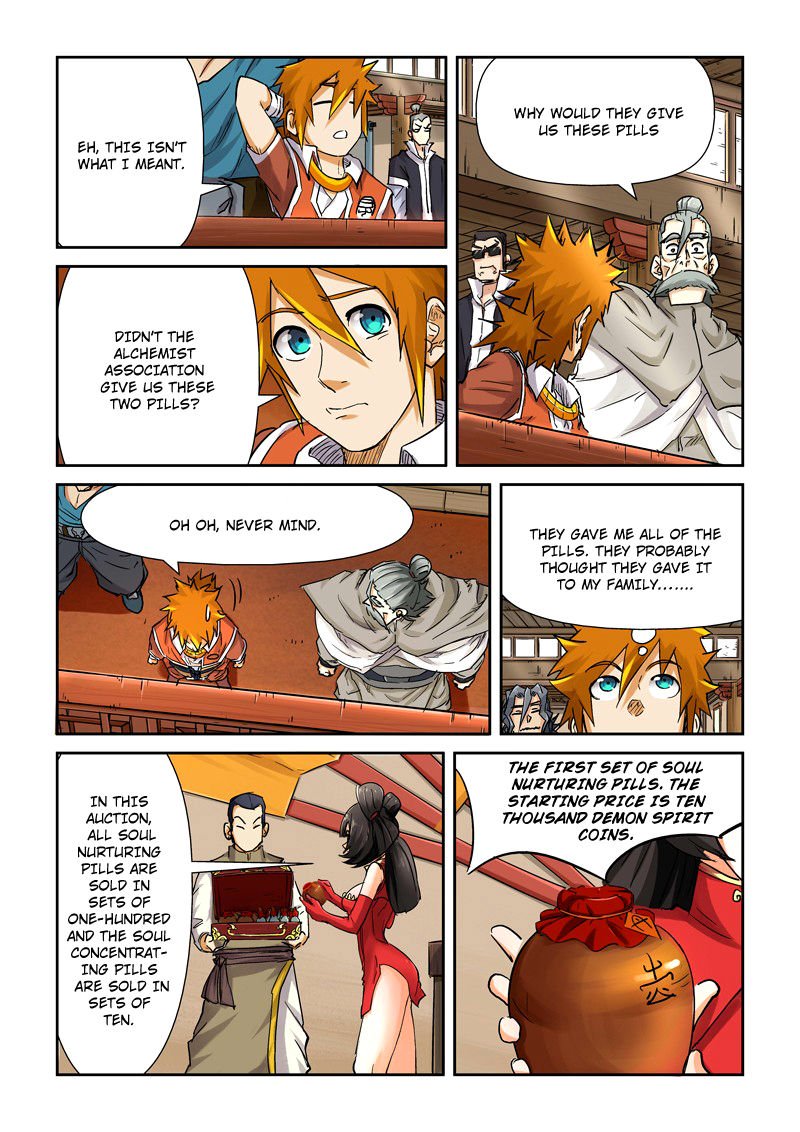 EH, THIS ISN'T
WHAT I MEANT.
WHY WOULD THEY GIVE
US THESE PILLS
DIDN'T THE
ALCHEMIST
ASSOCIATION
GIVE US THESE
TWO PILLS?
OH OH, NEVER MIND.
THEY GAVE ME ALL OF THE
PILLS. THEY PROBABLY
THOUGHT THEY GAVE IT
TO MY FAMILY.......
IN THIS
AUCTION,
ALL SOUL
NURTURING
PILLS ARE
SOLD IN
SETS OF
ONE-HUNDRED
AND THE SOUL
CONCENTRAT-
ING PILLS
ARE SOLD IN
SETS OF
TEN.
THE FIRST SET OF SOUL
NURTURING PILLS. THE
STARTING PRICE IS TEN
THOUSAND DEMON SPIRIT
COINS.